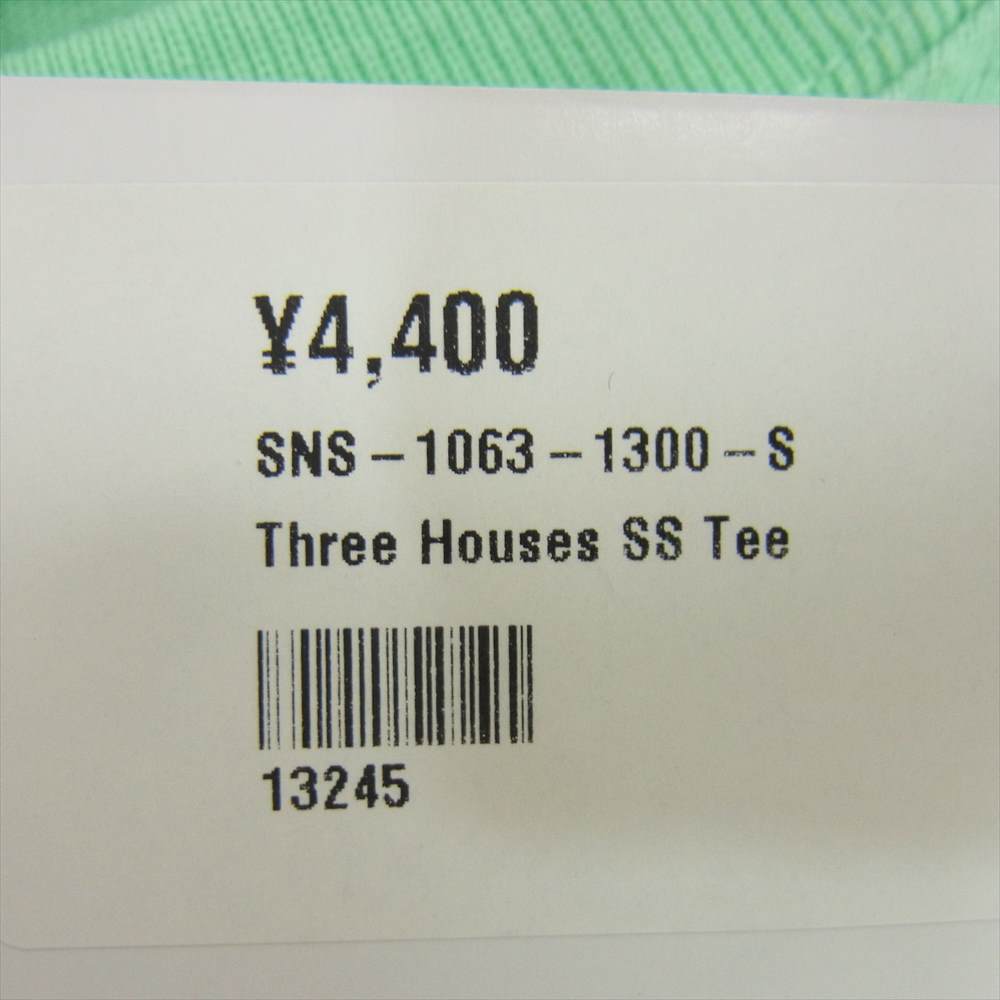 ¥4,400
SNS-1063-1300-S
Three Houses SS Tee
13245